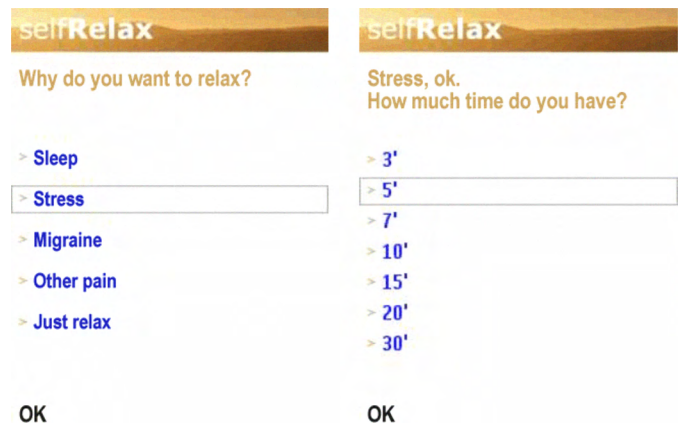 selfRelax
Why do you want to relax?
> Sleep
> Stress
> Migraine
> Other pain
> Just relax
OK
selfRelax
Stress, ok.
How much time do you have?
> 3'
> 5'
> 7'
> 10'
> 15'
> 20'
> 30'
OK